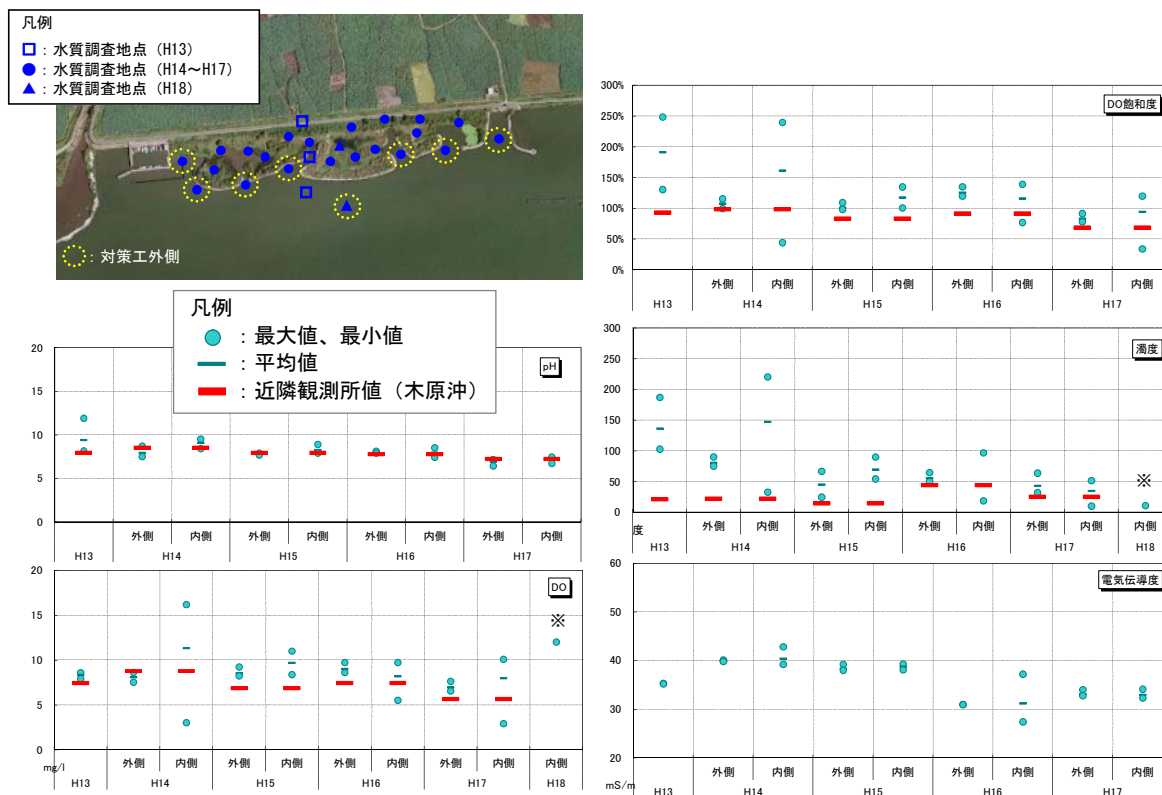 凡例
□：水質調査地点（H13）
●：水質調査地点（H14～H17）
▲：水質調査地点（H18）
：対策工外側
凡例
：最大値、最小値
：平均値
：近隣観測所値（木原沖）
pH
20
15
10
5
0
外側 内側 外側 内側 外側 内側 外側 内側
H13 H14 H15 H16 H17
DO
20
15
10
5
0
mg/l
※
外側 内側 外側 内側 外側 内側 外側 内側 内側
H13 H14 H15 H16 H17 H18
DO飽和度
300%
250%
200%
150%
100%
50%
0%
外側 内側 外側 内側 外側 内側 外側 内側
H13 H14 H15 H16 H17
濁度
300
250
200
150
100
50
0
度
※
外側 内側 外側 内側 外側 内側 外側 内側 内側
H13 H14 H15 H16 H17 H18
電気伝導度
60
50
40
30
20
mS/m
外側 内側 外側 内側 外側 内側 外側 内側
H13 H14 H15 H16 H17